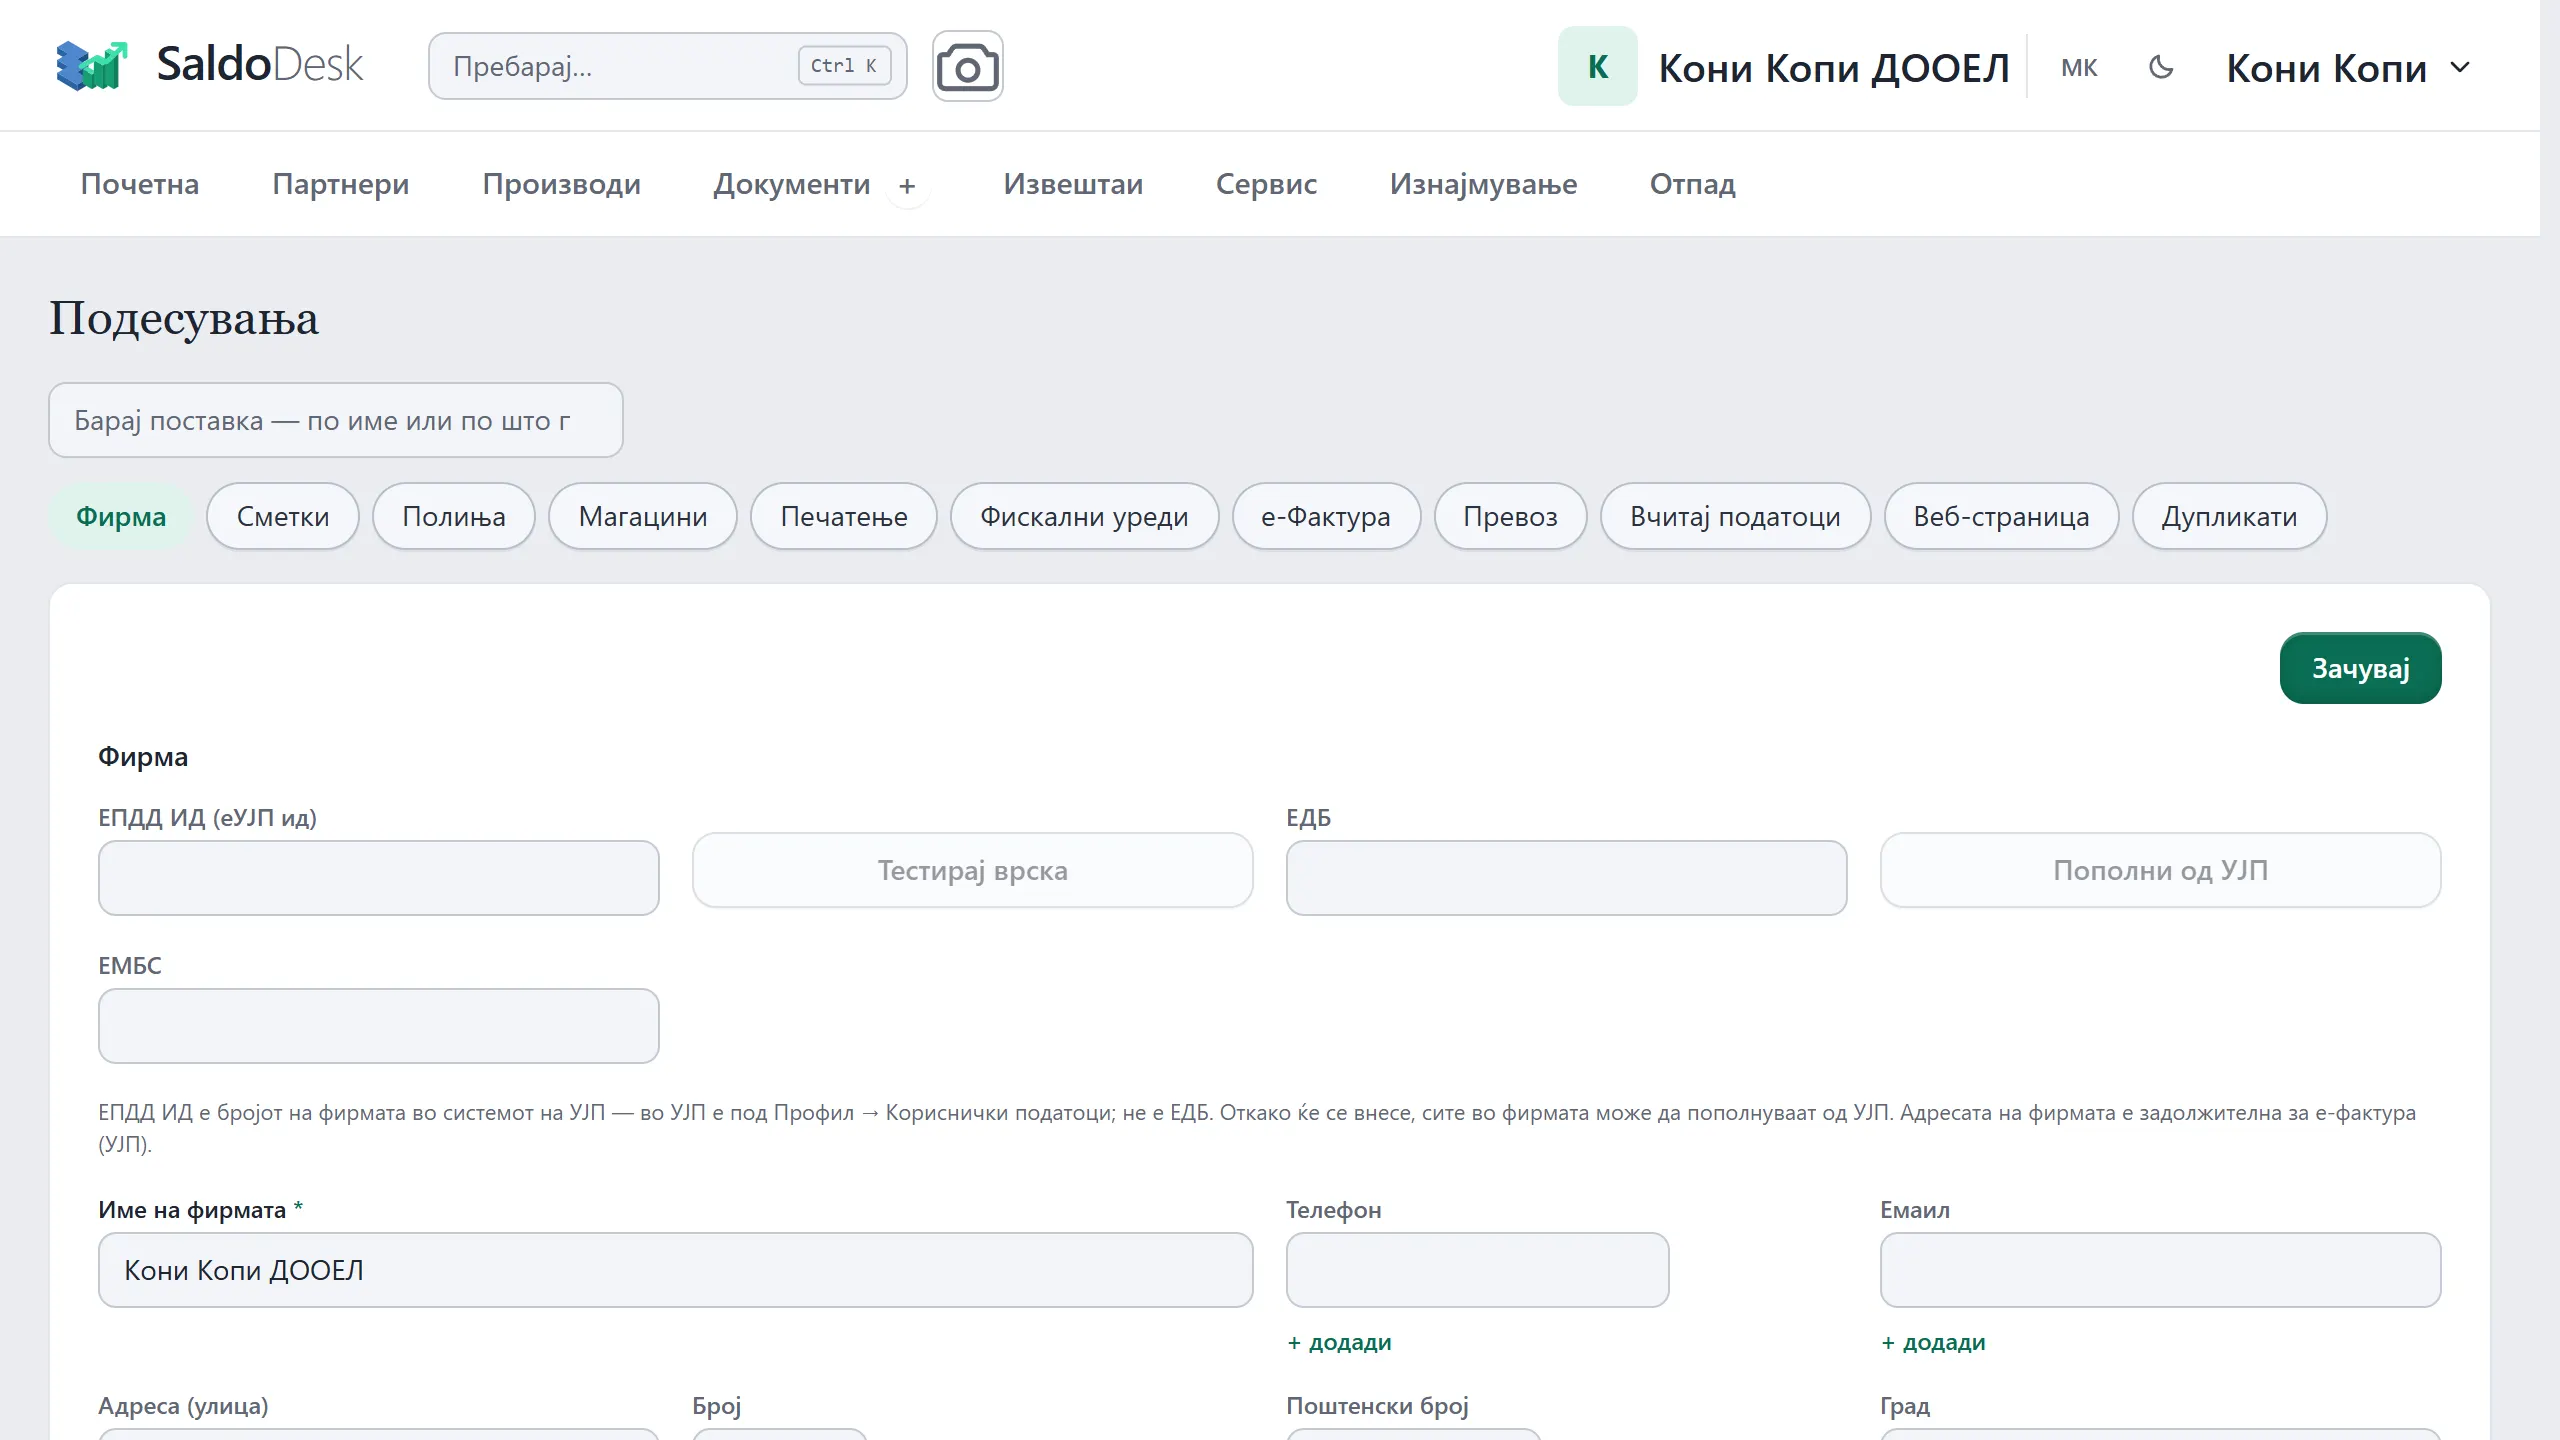 SaldoDesk
Пребарај... Ctrl K
К Кони Копи ДООЕЛ МК Кони Копи
Почетна Партнери Производи Документи + Извештаи Сервис Изнајмување Отпад
Подесувања
Барај поставка — по име или по што г
Фирма Сметки Полиња Магацини Печатење Фискални уреди е-Фактура Превоз Вчитај податоци Веб-страница Дупликати
Зачувај
Фирма
ЕПДД ИД (еУЈП ид) ЕДБ
Тестирај врска Пополни од УЈП
ЕМБС
ЕПДД ИД е бројот на фирмата во системот на УЈП — во УЈП е под Профил → Кориснички податоци; не е ЕДБ. Откако ќе се внесе, сите во фирмата може да пополнуваат од УЈП. Адресата на фирмата е задолжителна за е-фактура
(УЈП).
Име на фирмата * Телефон Емаил
Кони Копи ДООЕЛ
+ додади + додади
Адреса (улица) Број Поштенски број Град